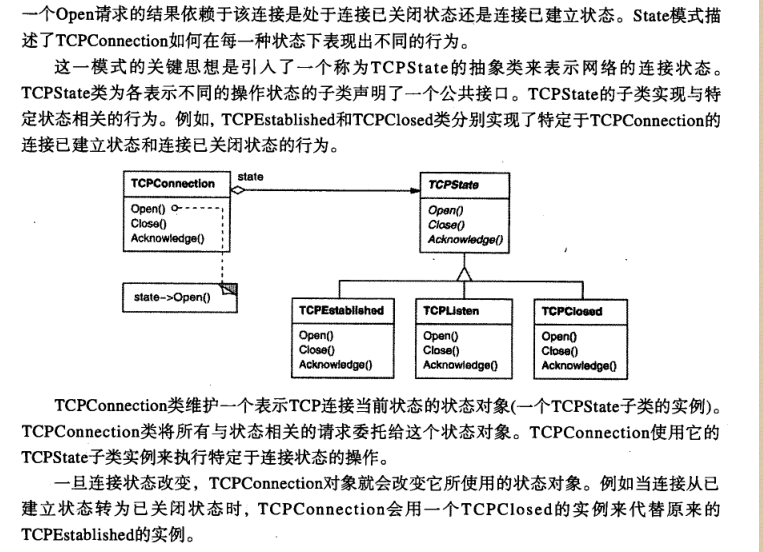 一个Open请求的结果依赖于该连接是处于连接已关闭状态还是连接已建立状态。State模式描
述了TCPConnection如何在每一种状态下表现出不同的行为。
这一模式的关键思想是引入了一个称为TCPState的抽象类来表示网络的连接状态。
TCPState类为各表示不同的操作状态的子类声明了一个公共接口。TCPState的子类实现与特
定状态相关的行为。例如, TCPEstablished和TCPClosed类分别实现了特定于TCPConnection的
连接已建立状态和连接已关闭状态的行为。
state
TCPConnection
Open()
Close()
Acknowledge()
state->Open()
TCPState
Open()
Close()
Acknowledge()
TCPEstablished
Open()
Close()
Acknowledge()
TCPListen
Open()
Close()
Acknowledge()
TCPClosed
Open()
Close()
Acknowledge()
TCPConnection类维护一个表示TCP连接当前状态的状态对象(一个TCPState子类的实例)。
TCPConnection类将所有与状态相关的请求委托给这个状态对象。TCPConnection使用它的
TCPState子类实例来执行特定于连接状态的操作。
一旦连接状态改变，TCPConnection对象就会改变它所使用的状态对象。例如当连接从已
建立状态转为已关闭状态时, TCPConnection会用一个TCPClosed的实例来代替原来的
TCPEstablished的实例。